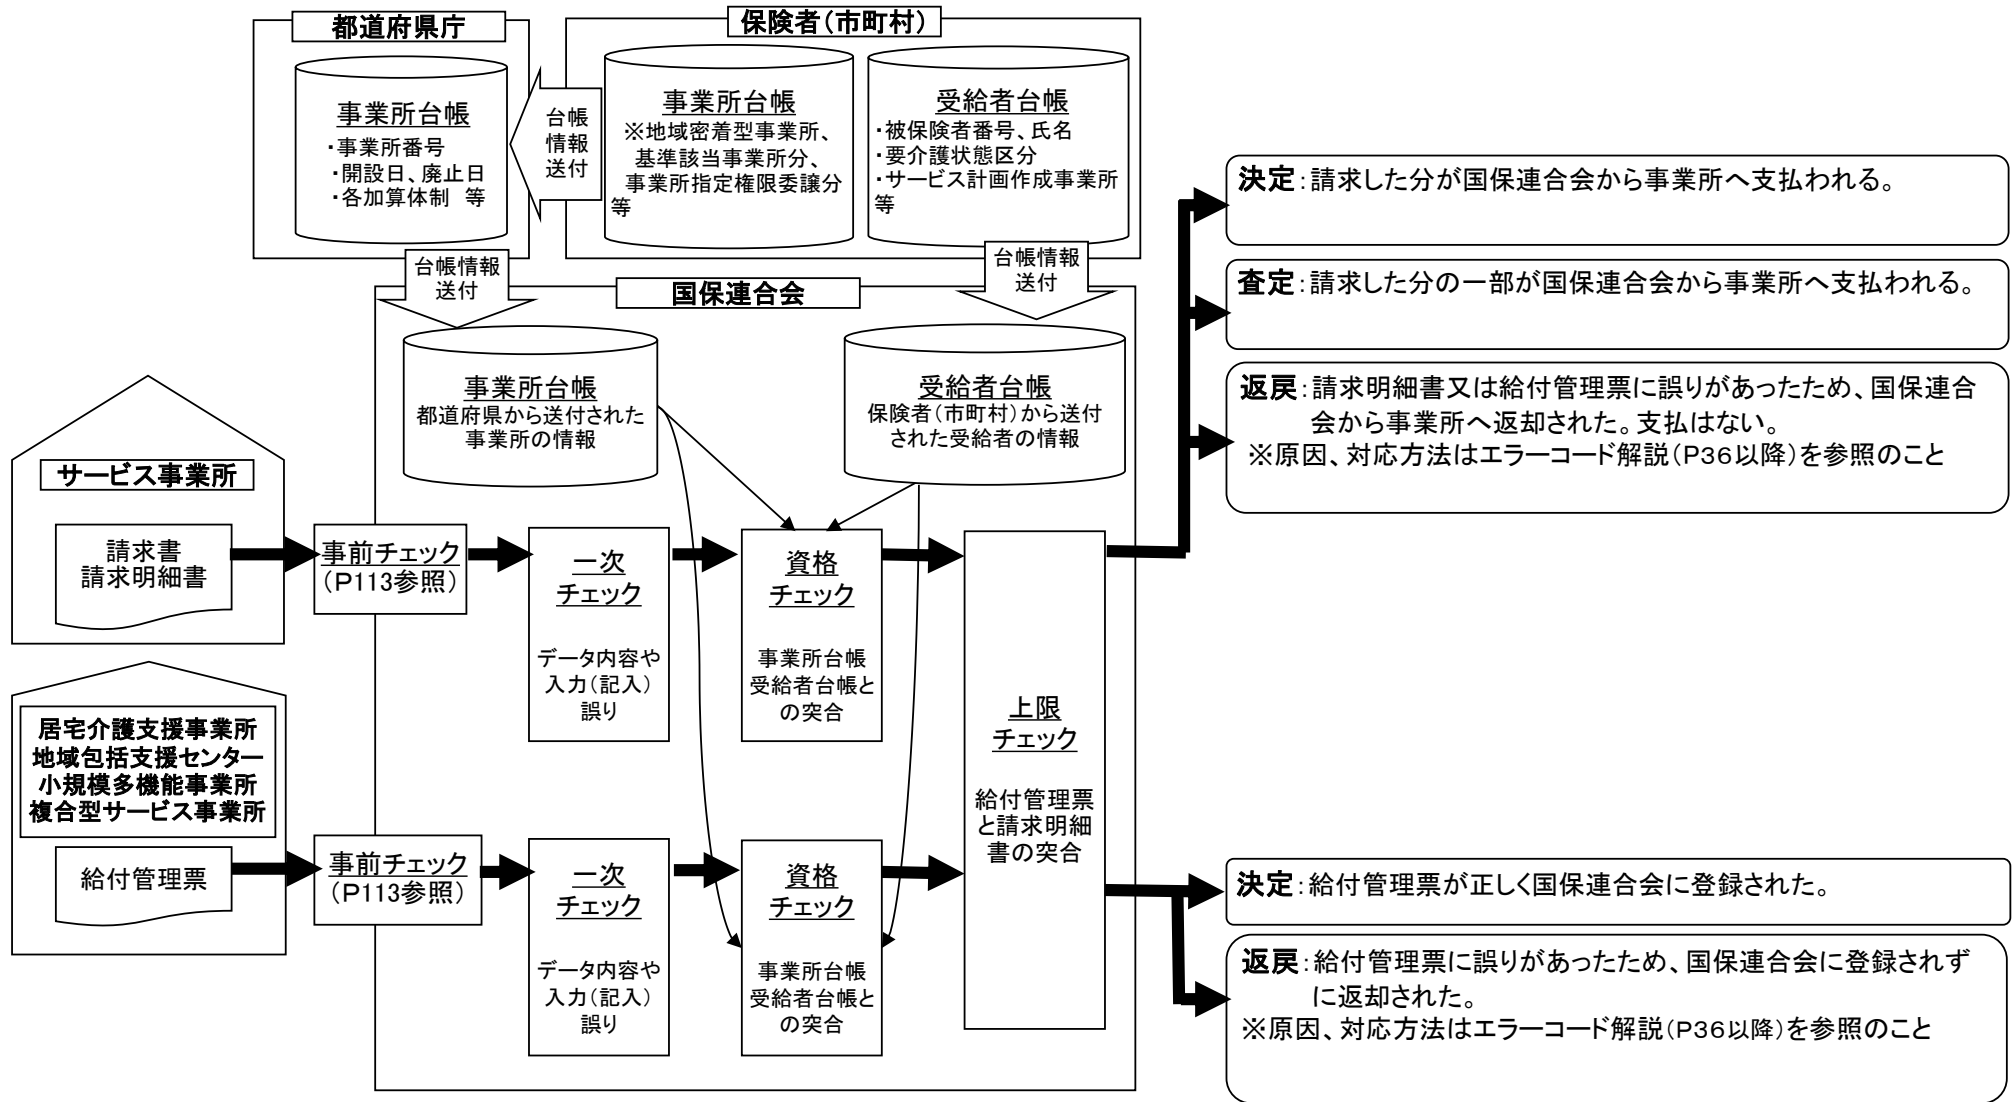 都道府県庁
事業所台帳
・事業所番号
・開設日、廃止日
・各加算体制 等
台帳
情報
送付
保険者(市町村)
事業所台帳
※地域密着型事業所、
基準該当事業所分、
事業所指定権限委譲分
等
受給者台帳
・被保険者番号、氏名
・要介護状態区分
・サービス計画作成事業所
等
台帳情報
送付
台帳情報
送付
国保連合会
事業所台帳
都道府県から送付された
事業所の情報
受給者台帳
保険者(市町村)から送付
された受給者の情報
サービス事業所
請求書
請求明細書
事前チェック
(P113参照)
一次
チェック
データ内容や
入力(記入)
誤り
資格
チェック
事業所台帳
受給者台帳と
の突合
居宅介護支援事業所
地域包括支援センター
小規模多機能事業所
複合型サービス事業所
給付管理票
事前チェック
(P113参照)
一次
チェック
データ内容や
入力(記入)
誤り
資格
チェック
事業所台帳
受給者台帳と
の突合
上限
チェック
給付管理票
と請求明細
書の突合
決定:請求した分が国保連合会から事業所へ支払われる。
査定:請求した分の一部が国保連合会から事業所へ支払われる。
返戻:請求明細書又は給付管理票に誤りがあったため、国保連合
会から事業所へ返却された。支払はない。
※原因、対応方法はエラーコード解説(P36以降)を参照のこと
決定:給付管理票が正しく国保連合会に登録された。
返戻:給付管理票に誤りがあったため、国保連合会に登録されず
に返却された。
※原因、対応方法はエラーコード解説(P36以降)を参照のこと